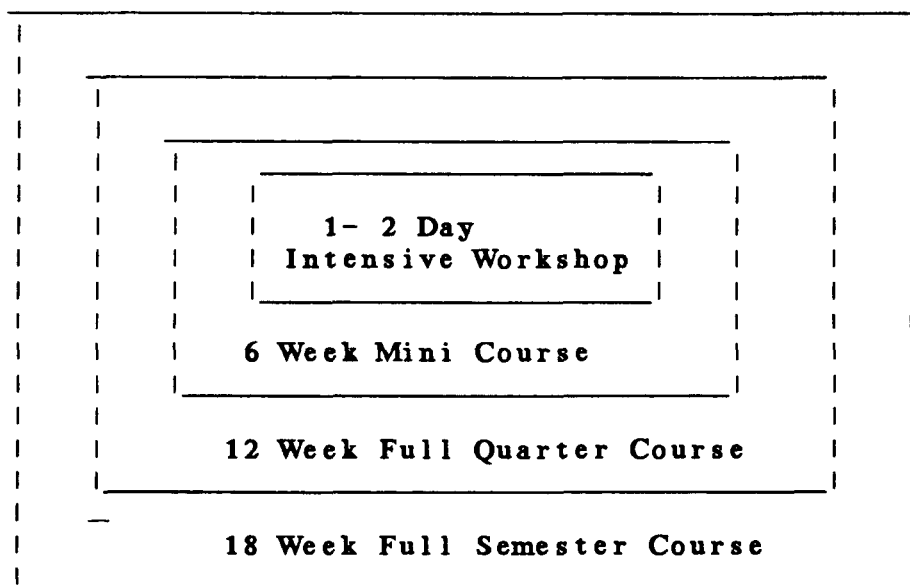 1- 2 Day
Intensive Workshop
6 Week Mini Course
12 Week Full Quarter Course
18 Week Full Semester Course